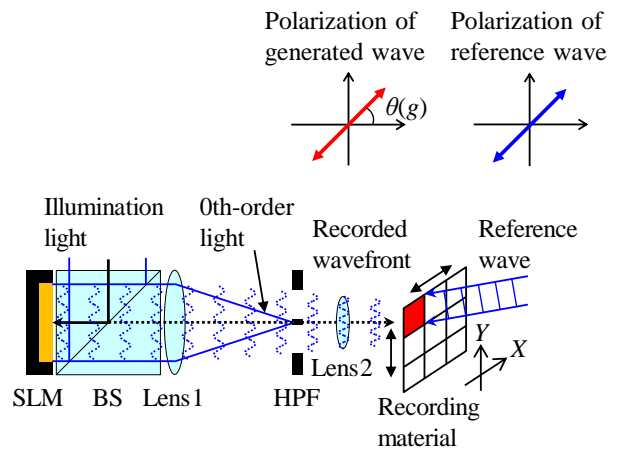 Polarization of
generated wave
Polarization of
reference wave
θ(g)
Illumination
light
0th-order
light
Recorded
wavefront
Reference
wave
SLM
BS
Lens1
HPF
Lens2
Y
X
Recording
material